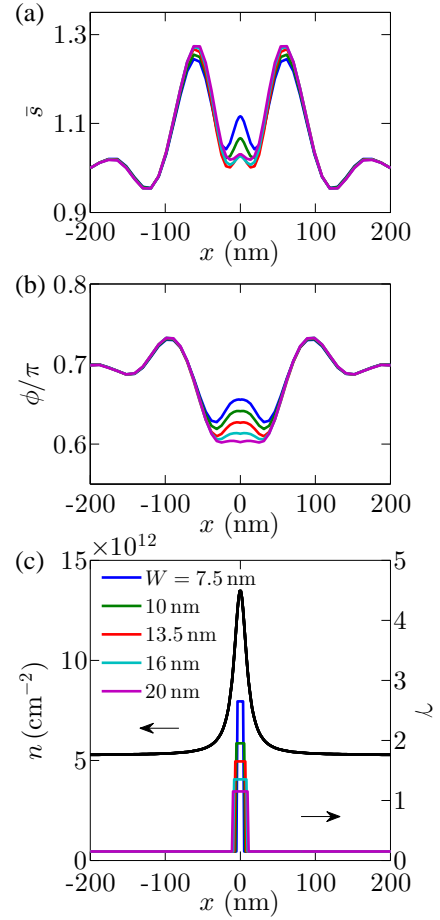 (a)
1.3
1.1
0.9
s̄
-200 -100 0 100 200
x (nm)
(b)
0.8
0.7
0.6
ϕ/π
-200 -100 0 100 200
x (nm)
(c)
×10¹²
15
10
5
0
n (cm⁻²)
W = 7.5 nm
10 nm
13.5 nm
16 nm
20 nm
5
4
3
2
1
0
γ
-200 -100 0 100 200
x (nm)